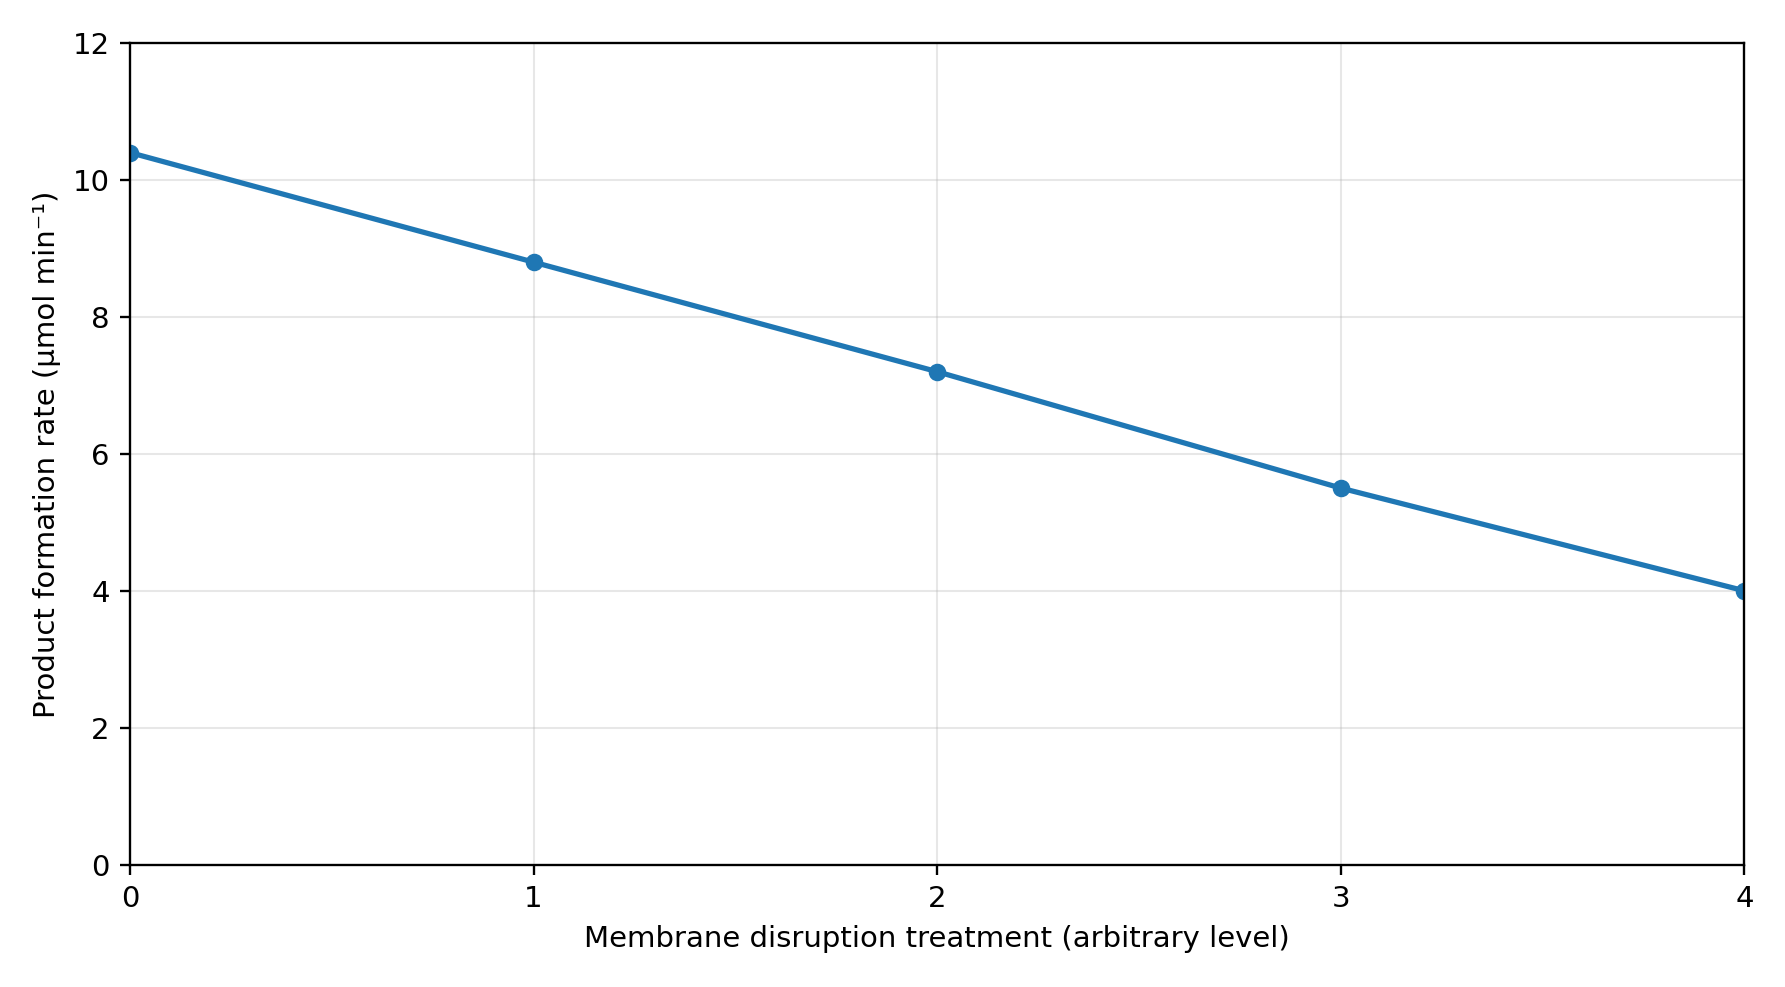 12
10
8
6
4
2
0
Product formation rate (µmol min⁻¹)
0 1 2 3 4
Membrane disruption treatment (arbitrary level)